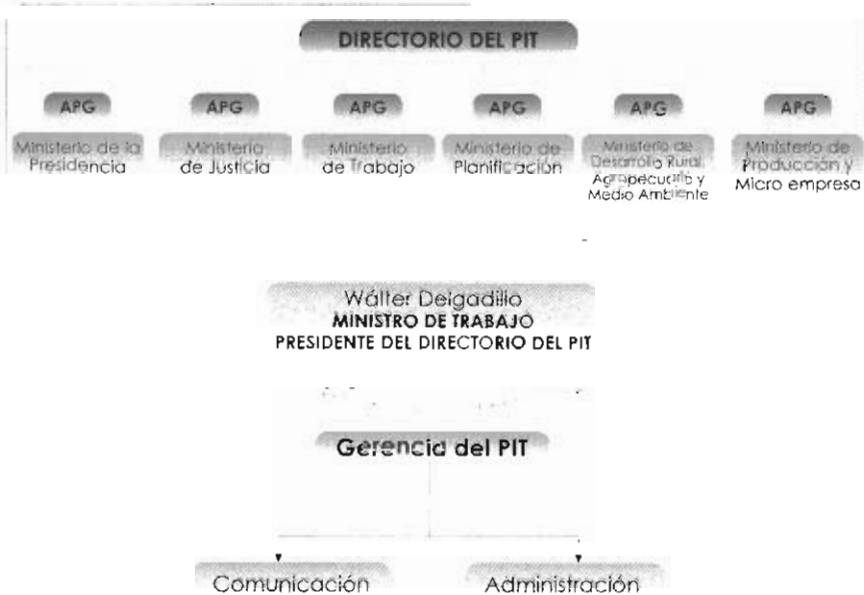 DIRECTORIO DEL PIT
APG APG APG APG APG APG
Ministerio de la Presidencia
Ministerio de Justicia
Ministerio de Trabajo
Ministerio de Planificación
Ministerio de
Desarrollo Rural,
Agropecuario y
Medio Ambiente
Ministerio de
Producción y
Micro empresa
Wálter Delgadillo
MINISTRO DE TRABAJO
PRESIDENTE DEL DIRECTORIO DEL PIT
Gerencia del PIT
Comunicación
Administración